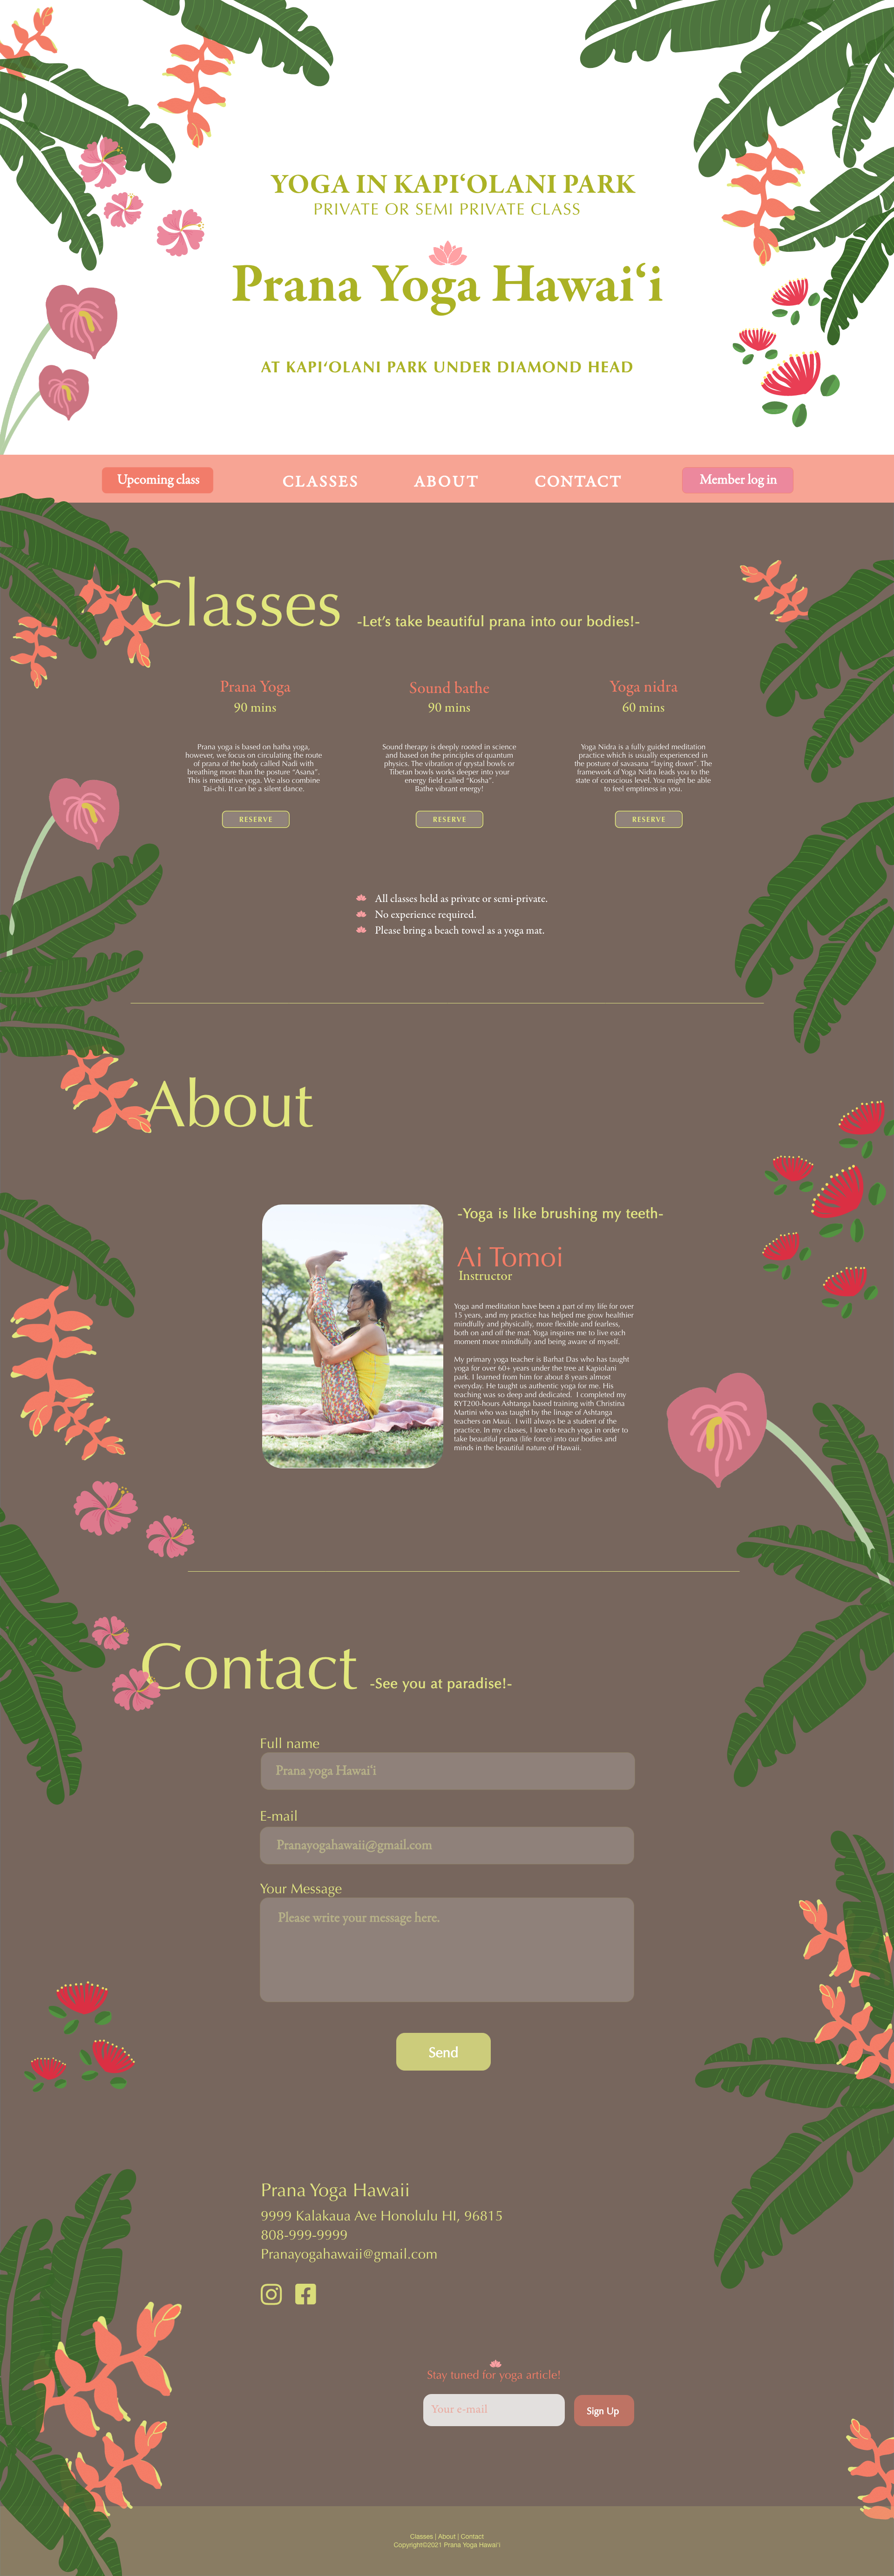 YOGA IN KAPIʻOLANI PARK
PRIVATE OR SEMI PRIVATE CLASS
Prana Yoga Hawaiʻi
AT KAPIʻOLANI PARK UNDER DIAMOND HEAD
Upcoming class
CLASSES
ABOUT
CONTACT
Member log in
Classes
-Let's take beautiful prana into our bodies!-
Prana Yoga
90 mins
Prana yoga is based on hatha yoga,
however, we focus on circulating the route
of prana of the body called Nadi with
breathing more than the posture “Asana”.
This is meditative yoga. We also combine
Tai-chi. It can be a silent dance.
RESERVE
Sound bathe
90 mins
Sound therapy is deeply rooted in science
and based on the principles of quantum
physics. The vibration of qrystal bowls or
Tibetan bowls works deeper into your
energy field called “Kosha”.
Bathe vibrant energy!
RESERVE
Yoga nidra
60 mins
Yoga Nidra is a fully guided meditation
practice which is usually experienced in
the posture of savasana “laying down”. The
framework of Yoga Nidra leads you to the
state of conscious level. You might be able
to feel emptiness in you.
RESERVE
All classes held as private or semi-private.
No experience required.
Please bring a beach towel as a yoga mat.
About
-Yoga is like brushing my teeth-
Ai Tomoi
Instructor
Yoga and meditation have been a part of my life for over
15 years, and my practice has helped me grow healthier
mindfully and physically, more flexible and fearless,
both on and off the mat. Yoga inspires me to live each
moment more mindfully and being aware of myself.
My primary yoga teacher is Barhat Das who has taught
yoga for over 60+ years under the tree at Kapiolani
park. I learned from him for about 8 years almost
everyday. He taught us authentic yoga for me. His
teaching was so deep and dedicated. I completed my
RYT200-hours Ashtanga based training with Christina
Martini who was taught by the linage of Ashtanga
teachers on Maui. I will always be a student of the
practice. In my classes, I love to teach yoga in order to
take beautiful prana (life force) into our bodies and
minds in the beautiful nature of Hawaii.
Contact
-See you at paradise!-
Full name
Prana yoga Hawaiʻi
E-mail
Pranayogahawaii@gmail.com
Your Message
Please write your message here.
Send
Prana Yoga Hawaii
9999 Kalakaua Ave Honolulu HI, 96815
808-999-9999
Pranayogahawaii@gmail.com
Stay tuned for yoga article!
Your e-mail
Sign Up
Classes | About | Contact
Copyright©2021 Prana Yoga Hawaiʻi